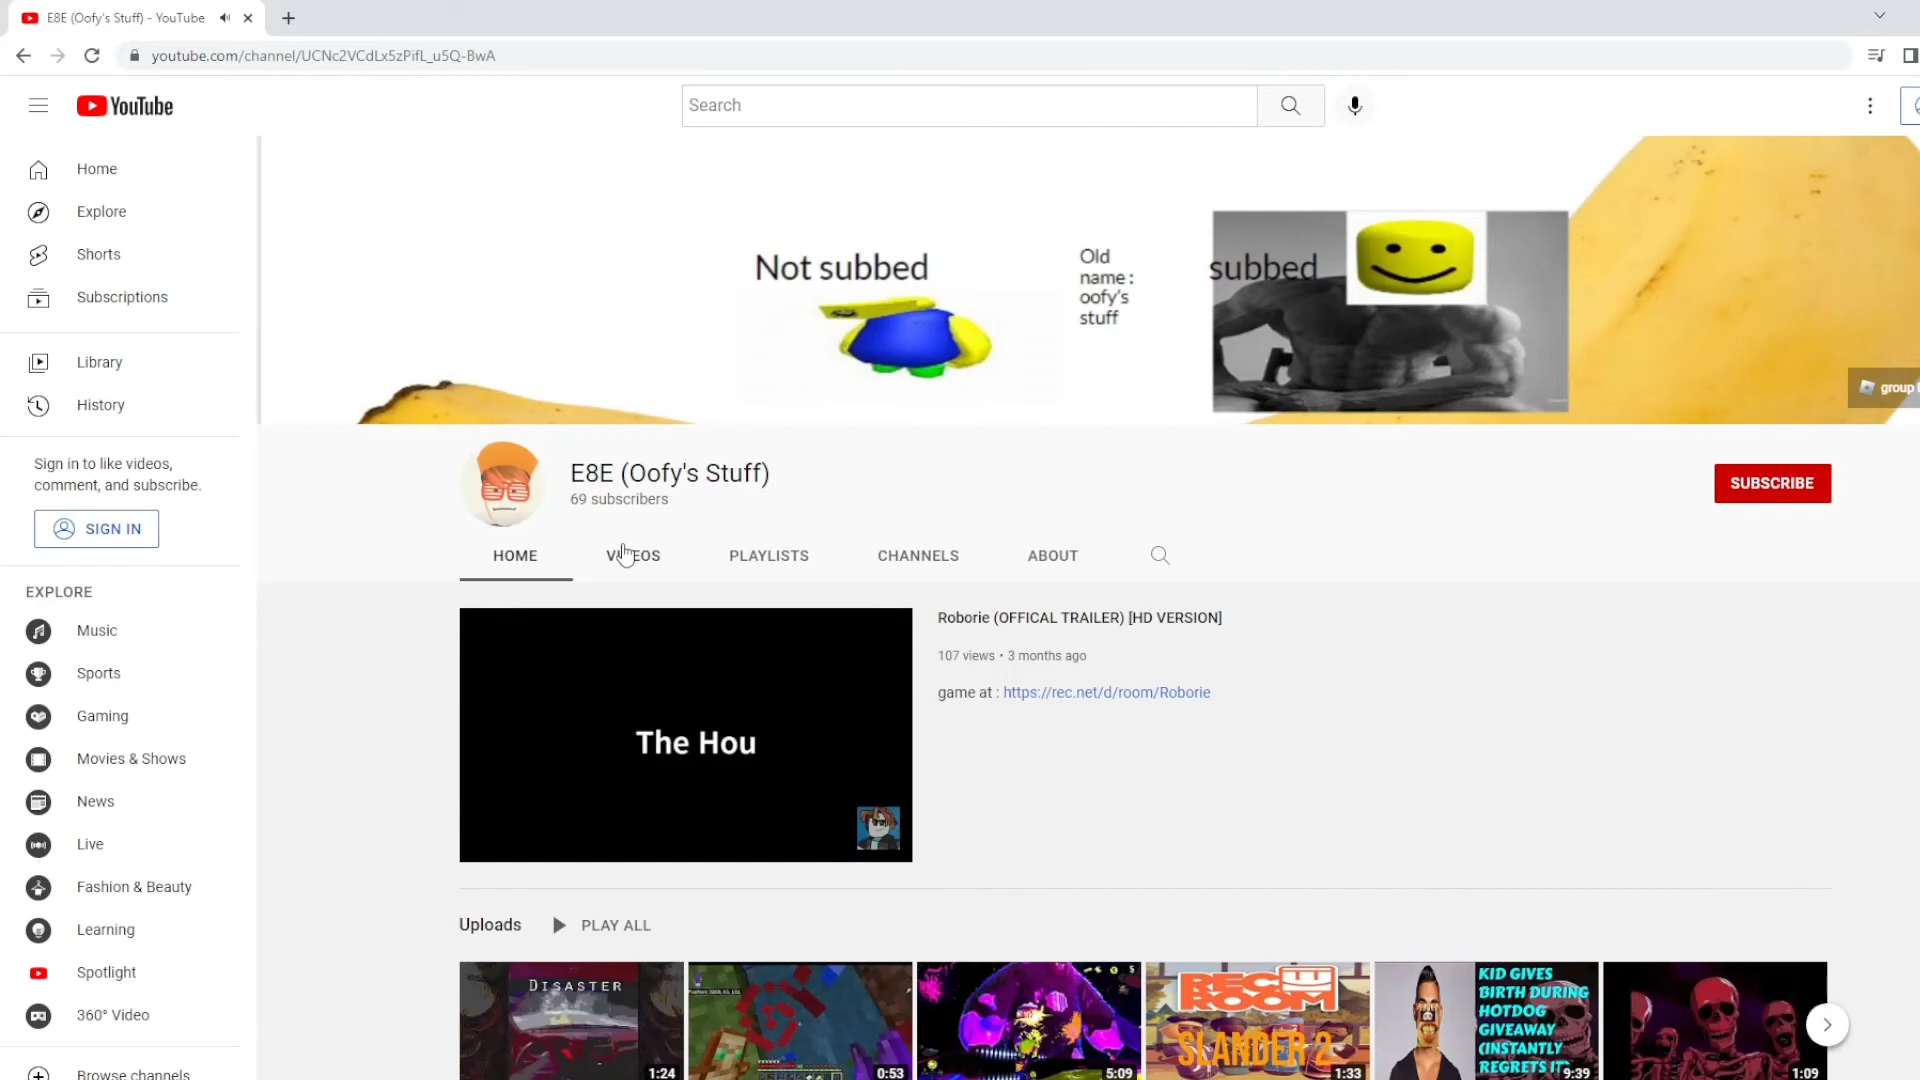 E8E (Oofy's Stuff) - YouTube
youtube.com/channel/UCNc2VCdLx5zPifL_u5Q-BwA
YouTube
Search
Home
Explore
Shorts
Subscriptions
Library
History
Sign in to like videos,
comment, and subscribe.
SIGN IN
EXPLORE
Music
Sports
Gaming
Movies & Shows
News
Live
Fashion & Beauty
Learning
Spotlight
360° Video
Browse channels
Not subbed
Old
name :
oofy's
stuff
subbed
group
E8E (Oofy's Stuff)
69 subscribers
SUBSCRIBE
HOME VIDEOS PLAYLISTS CHANNELS ABOUT
The Hou
Roborie (OFFICAL TRAILER) [HD VERSION]
107 views • 3 months ago
game at : https://rec.net/d/room/Roborie
Uploads PLAY ALL
DISASTER
1:24
0:53
5:09
REC ROOM
SLANDER 2
1:33
KID GIVES
BIRTH DURING
HOTDOG
GIVEAWAY
(INSTANTLY
REGRETS IT
9:39
1:09